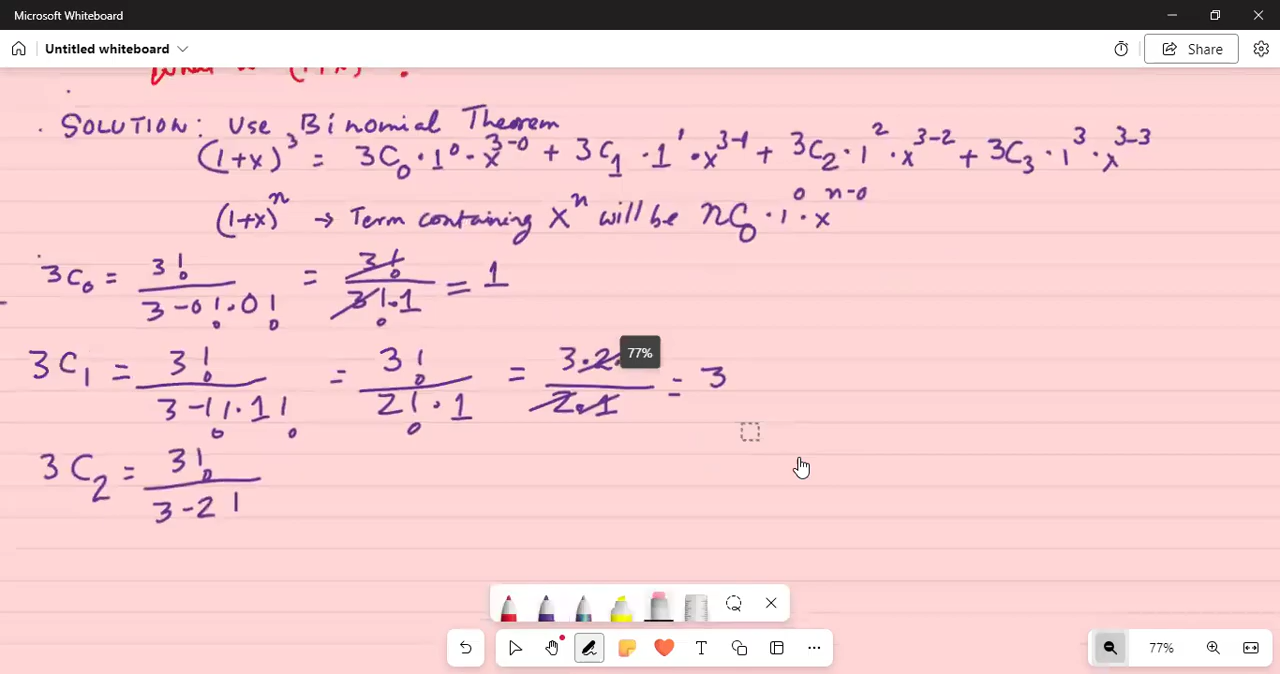 Microsoft Whiteboard
Untitled whiteboard
Share
SOLUTION: Use Binomial Theorem
(1+x)³ = 3C₀·1⁰·x³⁻⁰ + 3C₁·1¹·x³⁻¹ + 3C₂·1²·x³⁻² + 3C₃·1³·x³⁻³
(1+x)ⁿ → Term containing xⁿ will be nC₀·1⁰·xⁿ⁻⁰
3C₀ = 3! / 3-0!·0! = 3! / 3!·1 = 1
3C₁ = 3! / 3-1!·1! = 3! / 2!·1 = 3·2· / 2·1 = 3
77%
3C₂ = 3! / 3-2!
77%